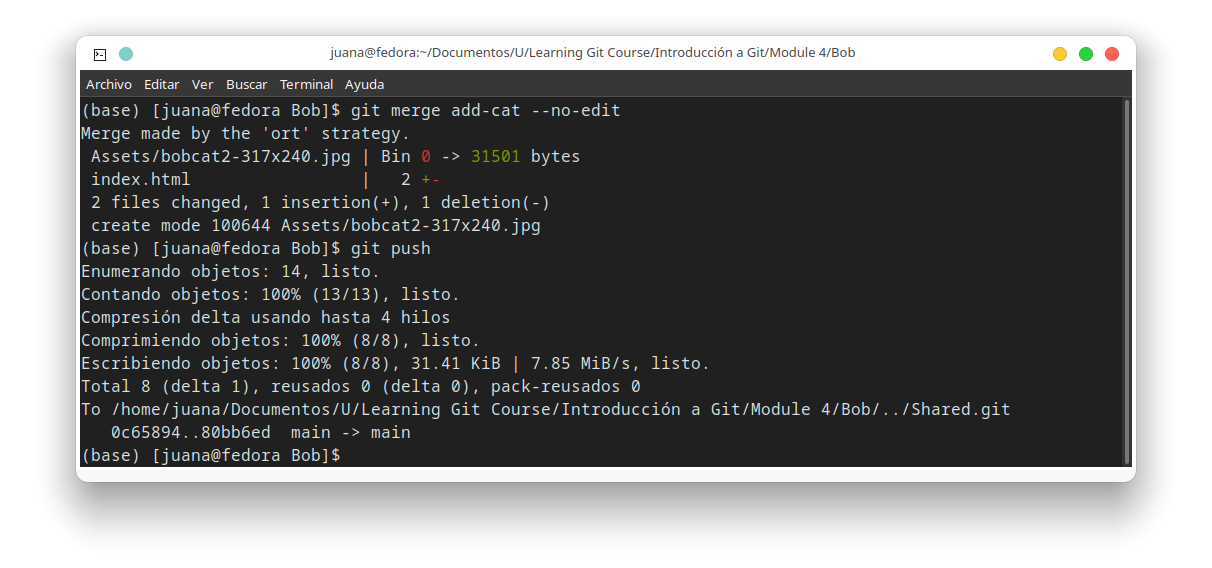 juana@fedora:~/Documentos/U/Learning Git Course/Introducción a Git/Module 4/Bob
Archivo Editar Ver Buscar Terminal Ayuda
(base) [juana@fedora Bob]$ git merge add-cat --no-edit
Merge made by the 'ort' strategy.
 Assets/bobcat2-317x240.jpg | Bin 0 -> 31501 bytes
 index.html                 |   2 +-
 2 files changed, 1 insertion(+), 1 deletion(-)
 create mode 100644 Assets/bobcat2-317x240.jpg
(base) [juana@fedora Bob]$ git push
Enumerando objetos: 14, listo.
Contando objetos: 100% (13/13), listo.
Compresión delta usando hasta 4 hilos
Comprimiendo objetos: 100% (8/8), listo.
Escribiendo objetos: 100% (8/8), 31.41 KiB | 7.85 MiB/s, listo.
Total 8 (delta 1), reusados 0 (delta 0), pack-reusados 0
To /home/juana/Documentos/U/Learning Git Course/Introducción a Git/Module 4/Bob/../Shared.git
   0c65894..80bb6ed  main -> main
(base) [juana@fedora Bob]$